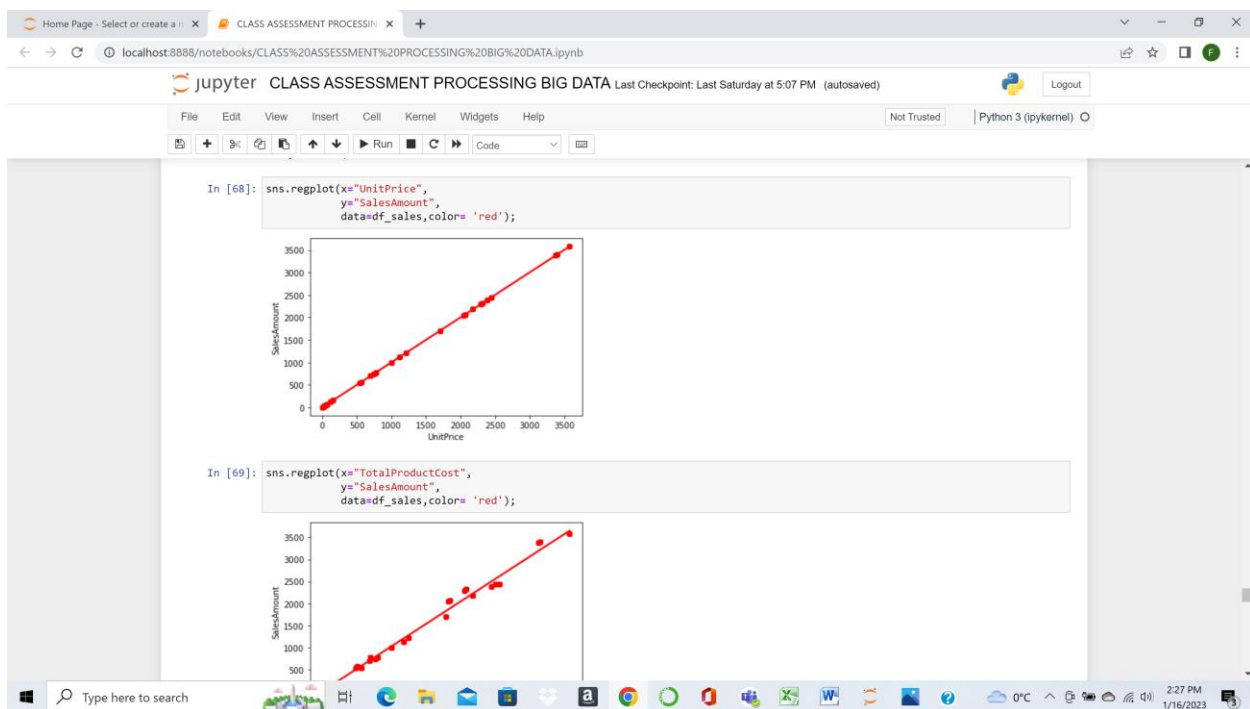 Home Page - Select or create a n
CLASS ASSESSMENT PROCESSIN
localhost:8888/notebooks/CLASS%20ASSESSMENT%20PROCESSING%20BIG%20DATA.ipynb
F
jupyter CLASS ASSESSMENT PROCESSING BIG DATA Last Checkpoint: Last Saturday at 5:07 PM (autosaved)
Logout
File Edit View Insert Cell Kernel Widgets Help
Not Trusted
Python 3 (ipykernel)
Run
Code
In [68]: sns.regplot(x="UnitPrice",
y="SalesAmount",
data=df_sales,color= 'red');
3500
3000
2500
2000
1500
1000
500
0
SalesAmount
0 500 1000 1500 2000 2500 3000 3500
UnitPrice
In [69]: sns.regplot(x="TotalProductCost",
y="SalesAmount",
data=df_sales,color= 'red');
3500
3000
2500
2000
1500
1000
500
SalesAmount
Type here to search
0°C
2:27 PM
1/16/2023